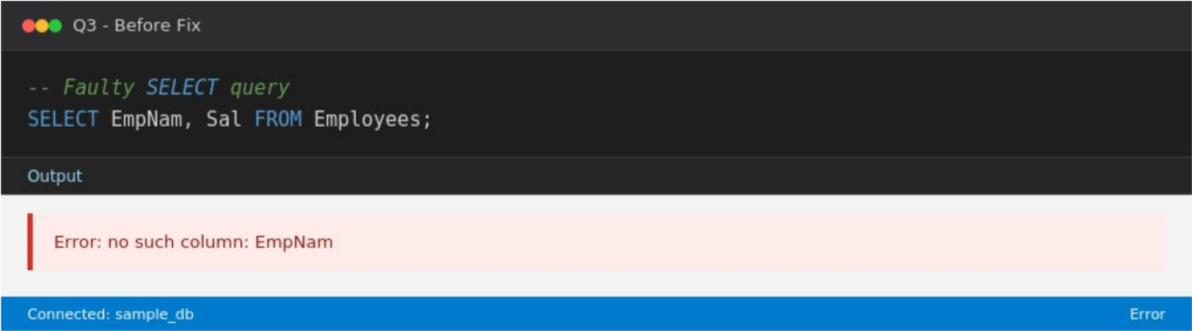 Q3 - Before Fix
-- Faulty SELECT query
SELECT EmpNam, Sal FROM Employees;
Output
Error: no such column: EmpNam
Connected: sample_db Error